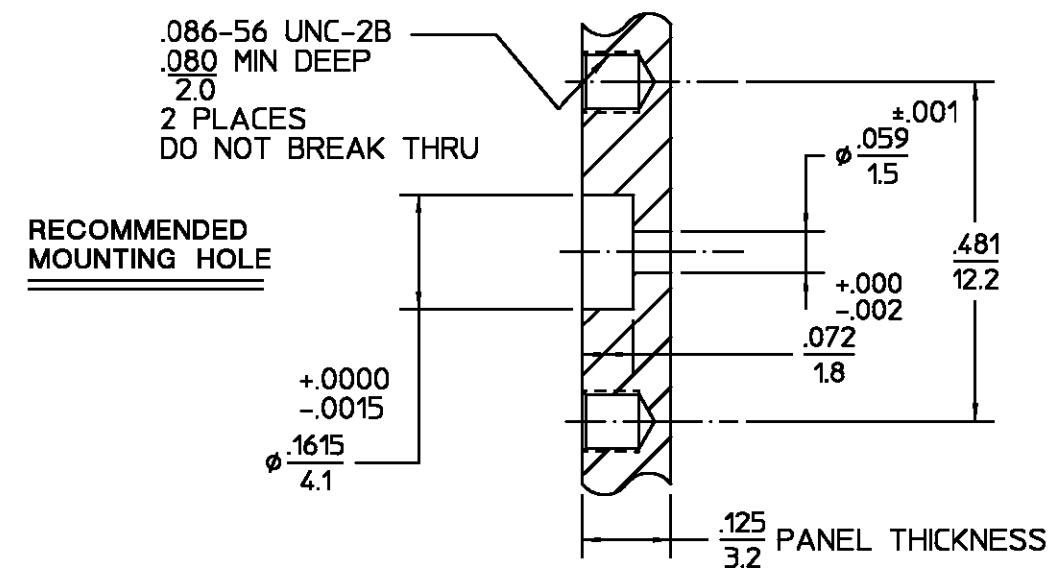 .086-56 UNC-2B
.080 MIN DEEP
2.0
2 PLACES
DO NOT BREAK THRU
RECOMMENDED
MOUNTING HOLE
±.001
ø .059
1.5
.481
12.2
+.000
-.002
.072
1.8
+.0000
-.0015
ø .1615
4.1
.125
3.2
PANEL THICKNESS